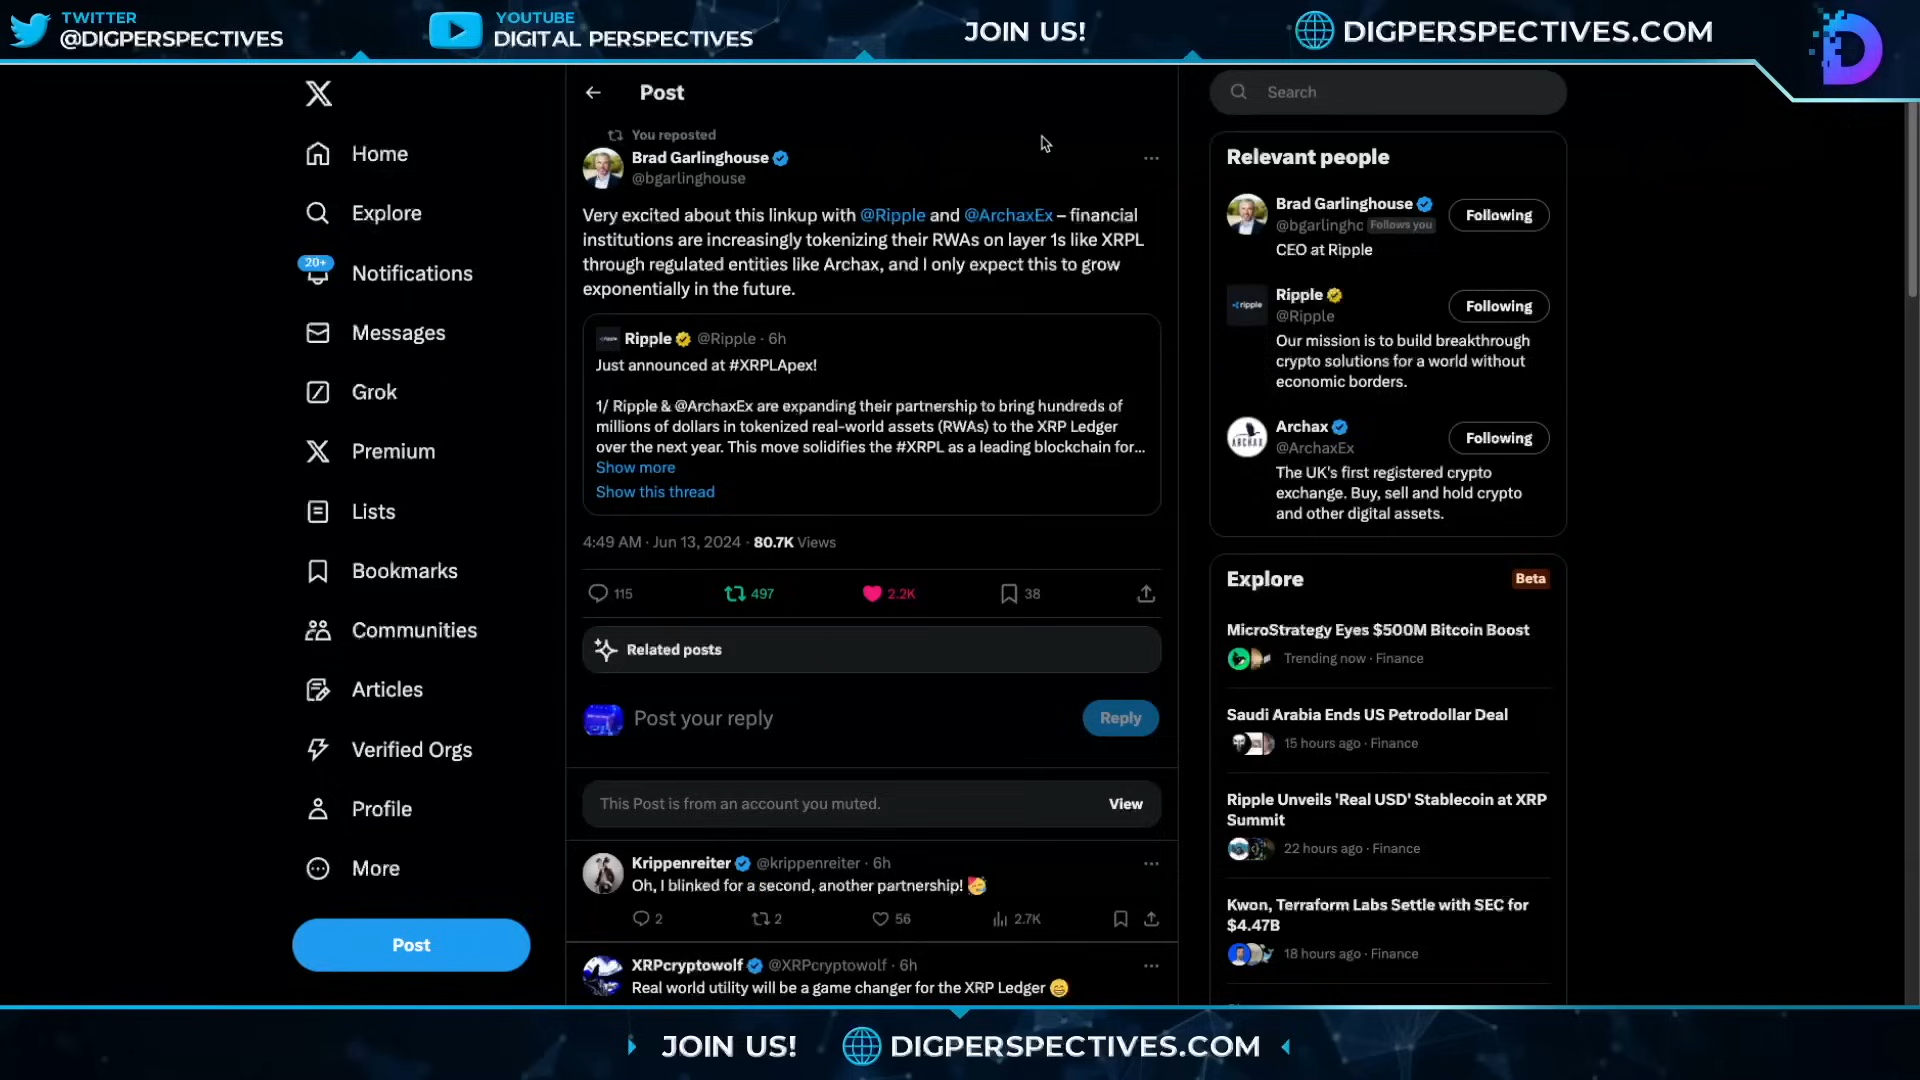 TWITTER
@DIGPERSPECTIVES
YOUTUBE
DIGITAL PERSPECTIVES
JOIN US!
DIGPERSPECTIVES.COM
Home
Explore
20+
Notifications
Messages
Grok
Premium
Lists
Bookmarks
Communities
Articles
Verified Orgs
Profile
More
Post
Post
You reposted
Brad Garlinghouse
@bgarlinghouse
Very excited about this linkup with @Ripple and @ArchaxEx – financial
institutions are increasingly tokenizing their RWAs on layer 1s like XRPL
through regulated entities like Archax, and I only expect this to grow
exponentially in the future.
Ripple @Ripple · 6h
Just announced at #XRPLApex!
1/ Ripple & @ArchaxEx are expanding their partnership to bring hundreds of
millions of dollars in tokenized real-world assets (RWAs) to the XRP Ledger
over the next year. This move solidifies the #XRPL as a leading blockchain for...
Show more
Show this thread
4:49 AM · Jun 13, 2024 · 80.7K Views
115 497 2.2K 38
Related posts
Post your reply
Reply
This Post is from an account you muted.
View
Krippenreiter @krippenreiter · 6h
Oh, I blinked for a second, another partnership!
2 2 56 2.7K
XRPcryptowolf @XRPcryptowolf · 6h
Real world utility will be a game changer for the XRP Ledger
Search
Relevant people
Brad Garlinghouse
@bgarlinghc Follows you
Following
CEO at Ripple
ripple
Ripple
@Ripple
Following
Our mission is to build breakthrough
crypto solutions for a world without
economic borders.
ARCHAX
Archax
@ArchaxEx
Following
The UK's first registered crypto
exchange. Buy, sell and hold crypto
and other digital assets.
Explore
Beta
MicroStrategy Eyes $500M Bitcoin Boost
Trending now · Finance
Saudi Arabia Ends US Petrodollar Deal
15 hours ago · Finance
Ripple Unveils 'Real USD' Stablecoin at XRP
Summit
22 hours ago · Finance
Kwon, Terraform Labs Settle with SEC for
$4.47B
18 hours ago · Finance
JOIN US!
DIGPERSPECTIVES.COM